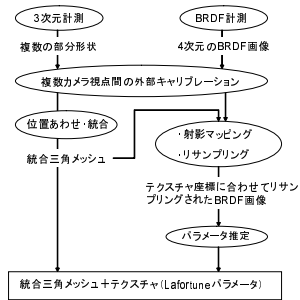 3次元計測
BRDF計測
複数の部分形状
4次元のBRDF画像
複数カメラ視点間の外部キャリブレーション
位置あわせ・統合
・射影マッピング
・リサンプリング
統合三角メッシュ
テクスチャ座標に合わせてリサン
プリングされたBRDF画像
パラメータ推定
統合三角メッシュ＋テクスチャ（Lafortuneパラメータ）